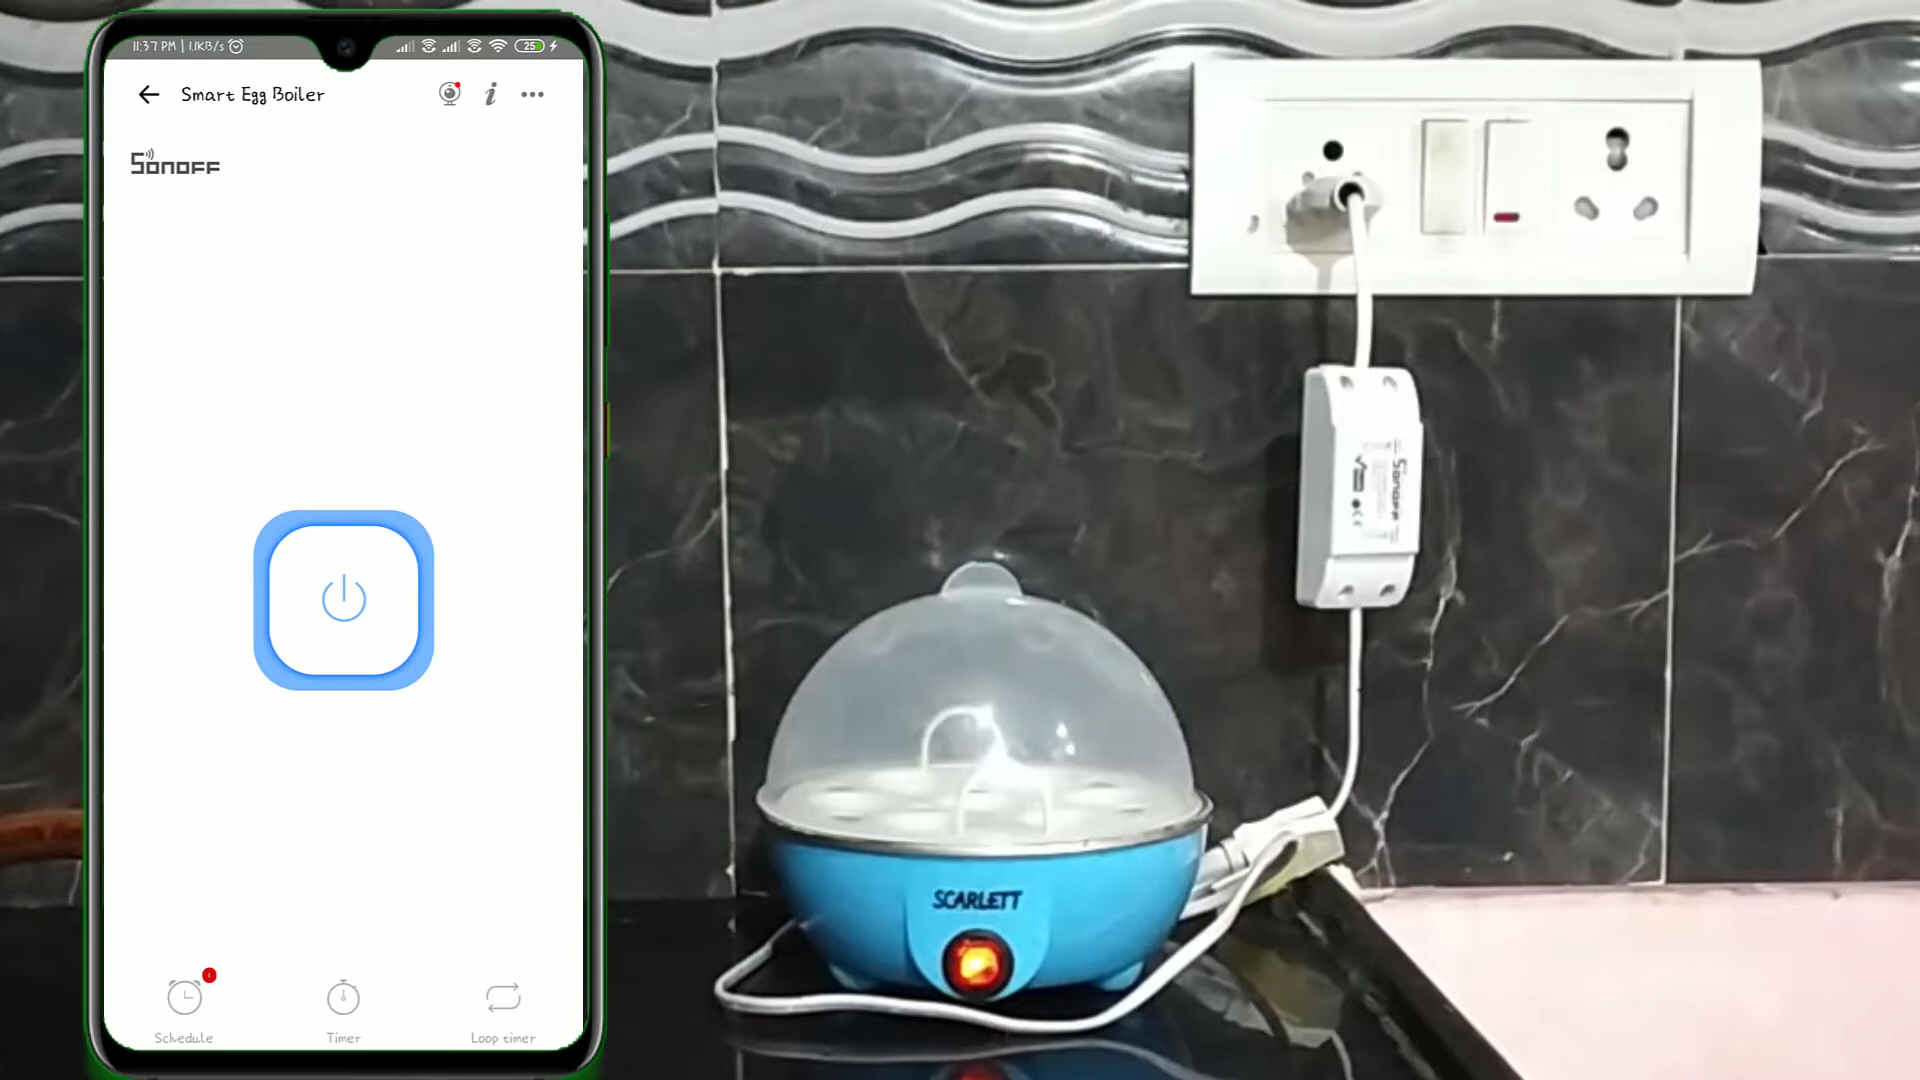 11:37 PM | 1.1KB/s
25
Smart Egg Boiler
SONOFF
Schedule
Timer
Loop timer
SONOFF
SCARLETT